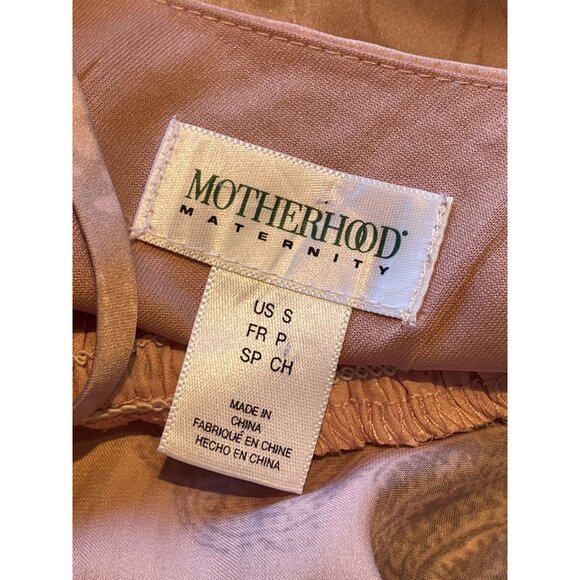 MOTHERHOOD®
MATERNITY
US S
FR P
SP CH
MADE IN
CHINA
FABRIQUÉ EN CHINE
HECHO EN CHINA